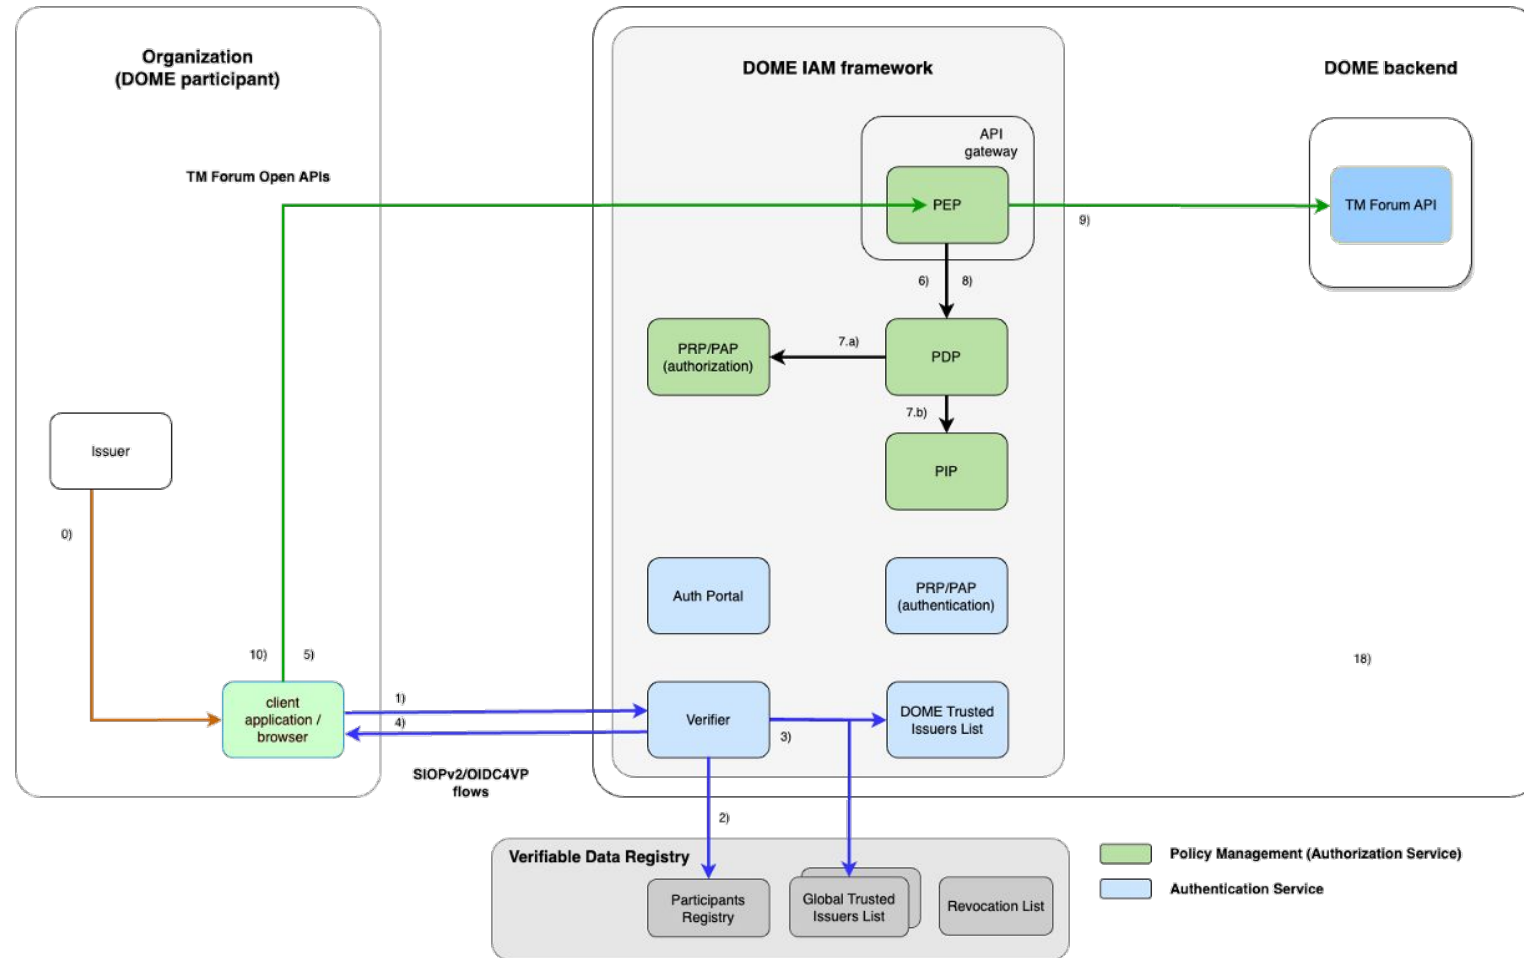 Organization
(DOME participant)
DOME IAM framework
DOME backend
API
gateway
TM Forum Open APIs
PEP
9)
TM Forum API
6)
8)
PRP/PAP
(authorization)
7.a)
PDP
7.b)
Issuer
PIP
0)
Auth Portal
PRP/PAP
(authentication)
10)
5)
18)
client
application /
browser
1)
4)
Verifier
3)
DOME Trusted
Issuers List
SIOPv2/OIDC4VP
flows
2)
Verifiable Data Registry
Participants
Registry
Global Trusted
Issuers List
Revocation List
Policy Management (Authorization Service)
Authentication Service